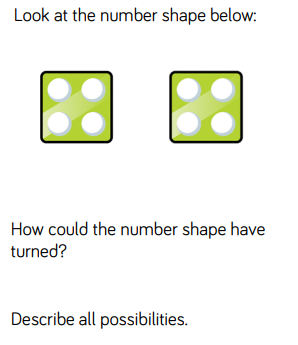 Look at the number shape below:
How could the number shape have
turned?
Describe all possibilities.